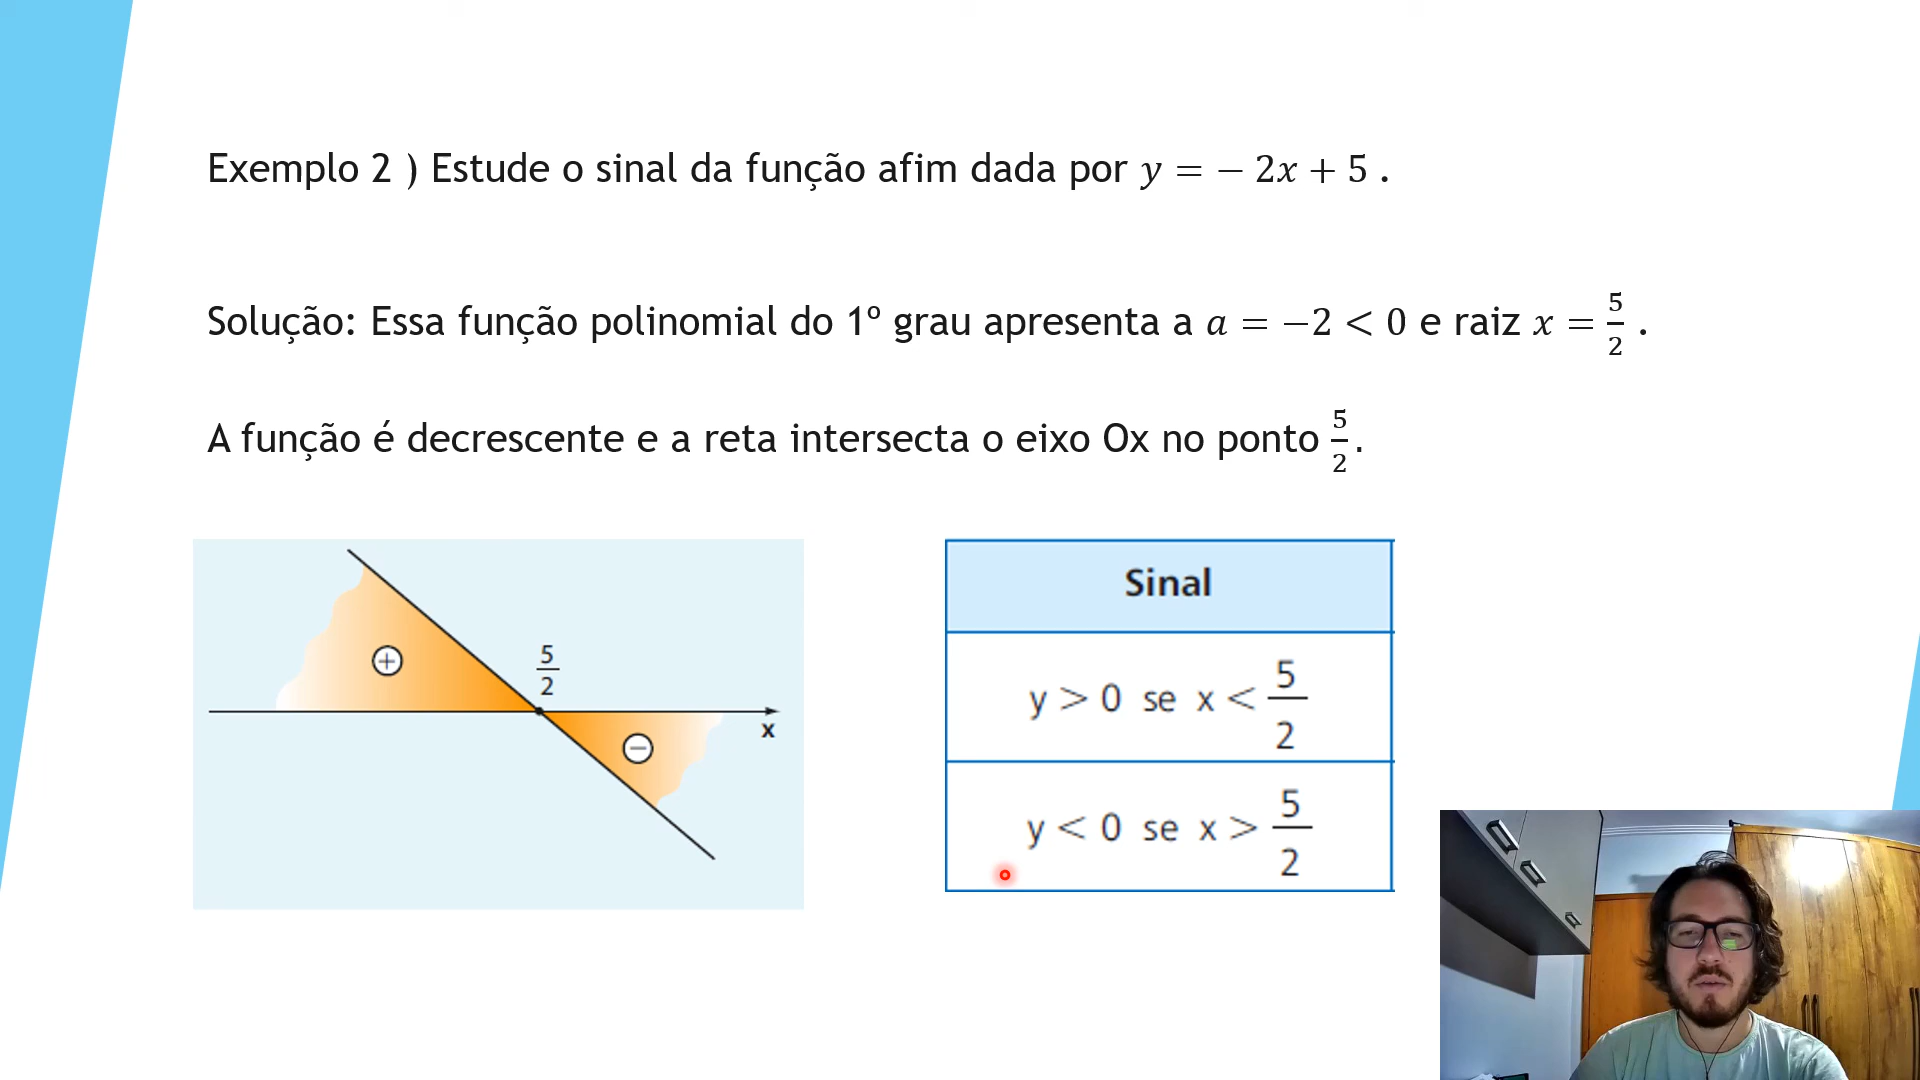 Exemplo 2 ) Estude o sinal da função afim dada por y = − 2x + 5 .
Solução: Essa função polinomial do 1º grau apresenta a a = −2 < 0 e raiz x = 5/2 .
A função é decrescente e a reta intersecta o eixo Ox no ponto 5/2.
+
5/2
x
−
Sinal
y > 0 se x < 5/2
y < 0 se x > 5/2